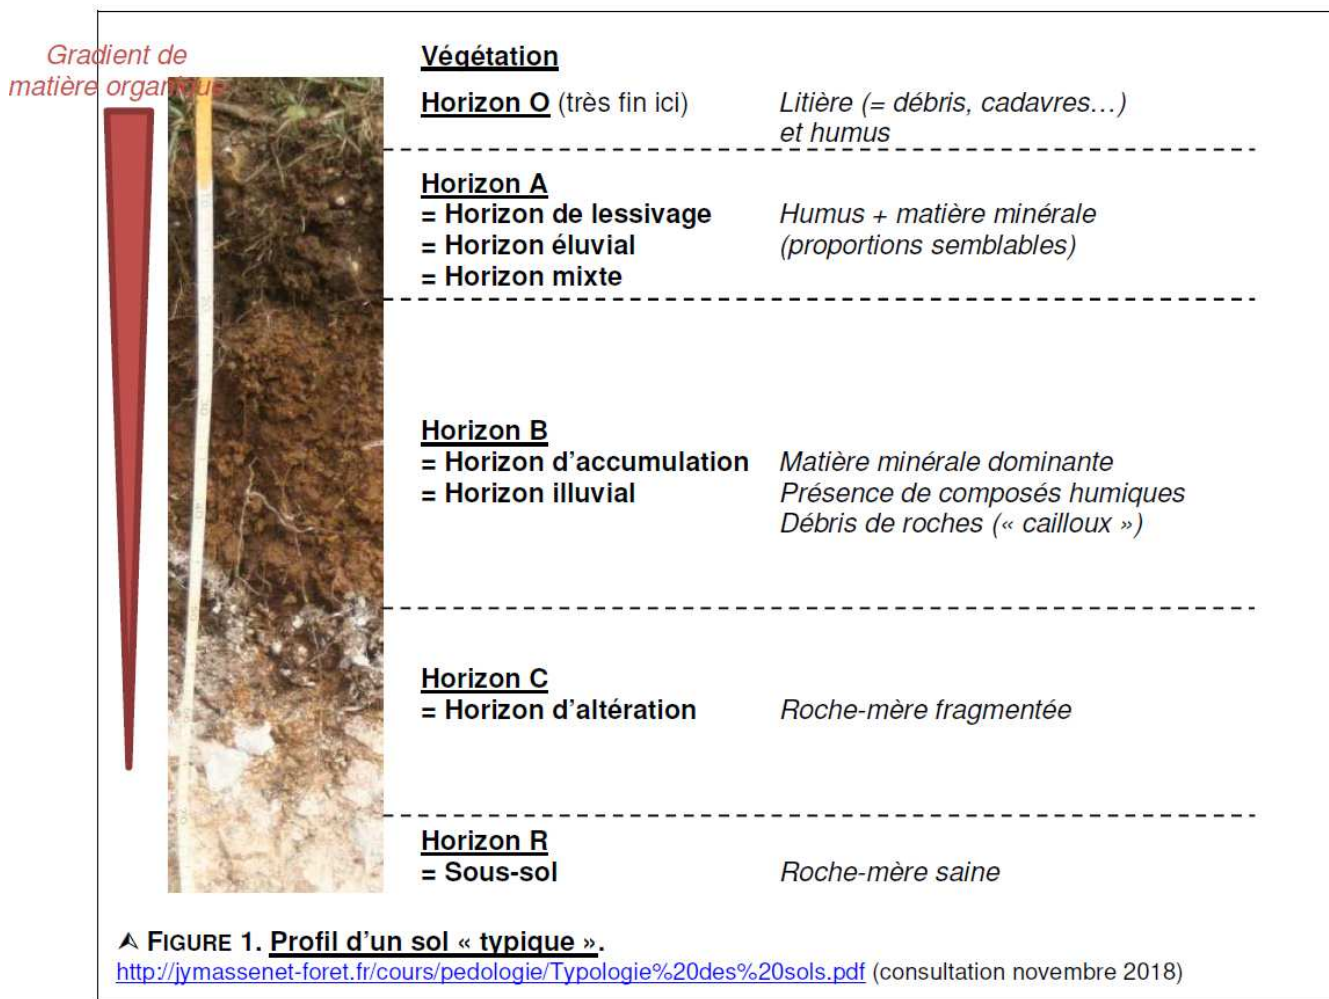 Gradient de
matière organique
Végétation
Horizon O (très fin ici)
Litière (= débris, cadavres…)
et humus
Horizon A
= Horizon de lessivage
= Horizon éluvial
= Horizon mixte
Humus + matière minérale
(proportions semblables)
Horizon B
= Horizon d’accumulation
= Horizon illuvial
Matière minérale dominante
Présence de composés humiques
Débris de roches (« cailloux »)
Horizon C
= Horizon d'altération
Roche-mère fragmentée
Horizon R
= Sous-sol
Roche-mère saine
FIGURE 1. Profil d’un sol « typique ».
http://jymassenet-foret.fr/cours/pedologie/Typologie%20des%20sols.pdf (consultation novembre 2018)